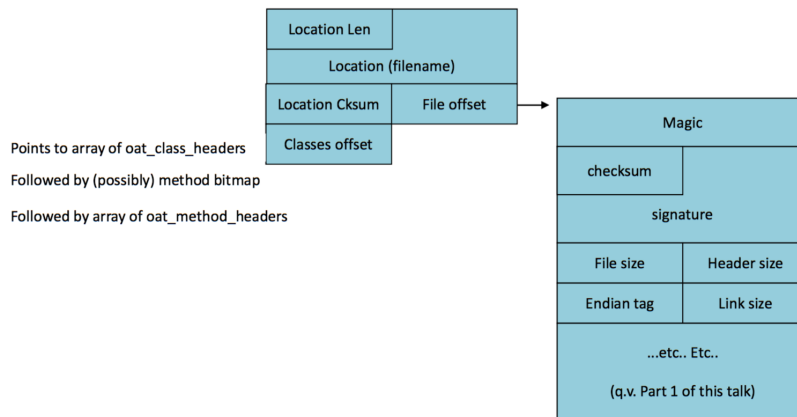 Location Len
Location (filename)
Location Cksum File offset
Classes offset
Points to array of oat_class_headers
Followed by (possibly) method bitmap
Followed by array of oat_method_headers
Magic
checksum
signature
File size Header size
Endian tag Link size
...etc.. Etc..
(q.v. Part 1 of this talk)